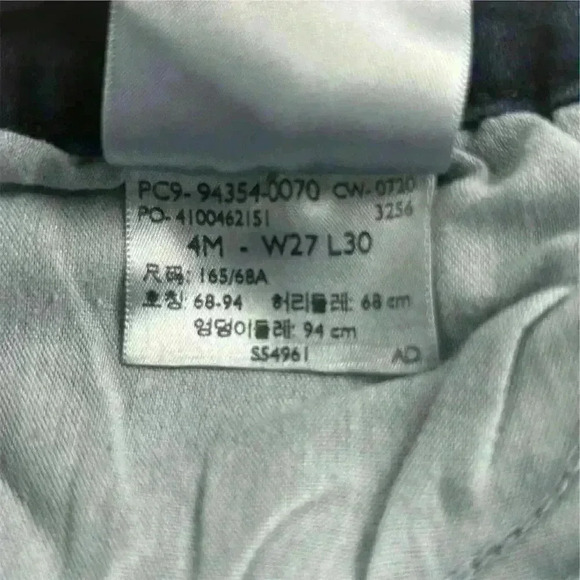 PC9-94354-0070 CW-0720
PO-4100462151 3256
4M - W27 L30
尺码: 165/68A
호칭: 68-94 허리둘레: 68 cm
엉덩이둘레: 94 cm
S54961 AD